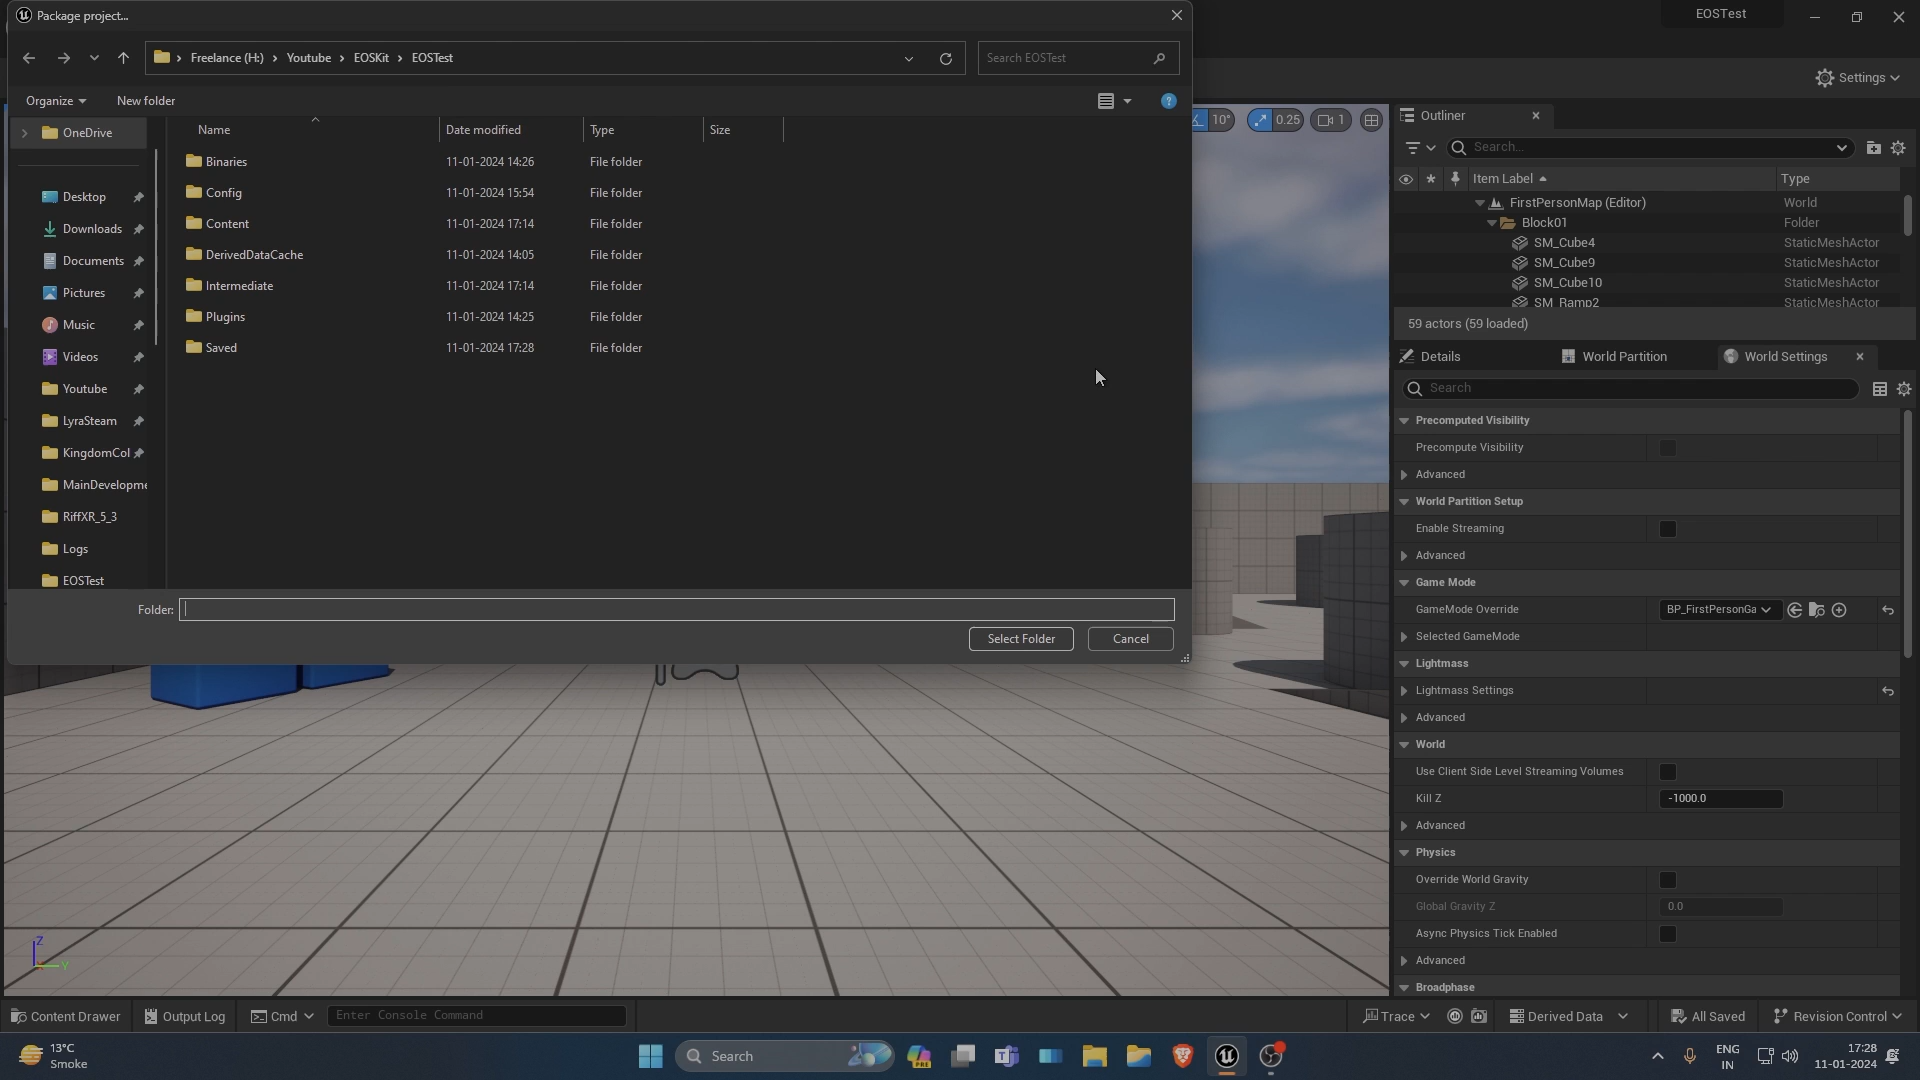 Package project...
EOSTest
Freelance (H:) > Youtube > EOSKit > EOSTest
Search EOSTest
Organize
New folder
Settings
OneDrive
Desktop
Downloads
Documents
Pictures
Music
Videos
Youtube
LyraSteam
KingdomCol
MainDevelopme
RiffXR_5_3
Logs
EOSTest
Name Date modified Type Size
Binaries 11-01-2024 14:26 File folder
Config 11-01-2024 15:54 File folder
Content 11-01-2024 17:14 File folder
DerivedDataCache 11-01-2024 14:05 File folder
Intermediate 11-01-2024 17:14 File folder
Plugins 11-01-2024 14:25 File folder
Saved 11-01-2024 17:28 File folder
Folder:
Select Folder
Cancel
10° 0.25 1
Outliner
Search...
Item Label Type
FirstPersonMap (Editor) World
Block01 Folder
SM_Cube4 StaticMeshActor
SM_Cube9 StaticMeshActor
SM_Cube10 StaticMeshActor
SM_Ramp2 StaticMeshActor
59 actors (59 loaded)
Details World Partition World Settings
Search
Precomputed Visibility
Precompute Visibility
Advanced
World Partition Setup
Enable Streaming
Advanced
Game Mode
GameMode Override BP_FirstPersonGa
Selected GameMode
Lightmass
Lightmass Settings
Advanced
World
Use Client Side Level Streaming Volumes
Kill Z -1000.0
Advanced
Physics
Override World Gravity
Global Gravity Z 0.0
Async Physics Tick Enabled
Advanced
Broadphase
Z
Y
Content Drawer Output Log Cmd Enter Console Command Trace Derived Data All Saved Revision Control
13°C
Smoke
Search
PRE
ENG
IN
17:28
11-01-2024